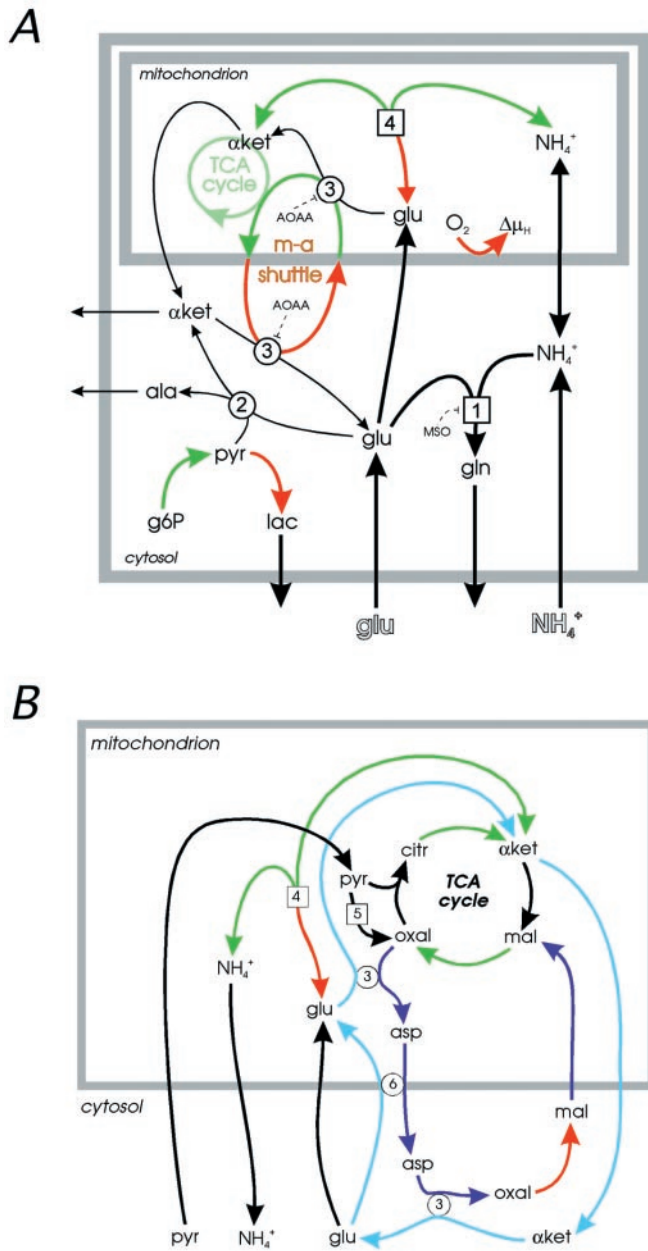 A
mitochondrion
4
αket
NH₄⁺
TCA
cycle
3
AOAA
glu
O₂
Δμ_H
m-a
shuttle
AOAA
αket
3
NH₄⁺
ala
2
1
MSO
glu
pyr
gln
g6P
lac
cytosol
glu
NH₄⁺
B
mitochondrion
citr
αket
pyr
TCA
cycle
4
5
oxal
mal
NH₄⁺
3
glu
asp
6
cytosol
mal
asp
oxal
3
pyr
NH₄⁺
glu
αket